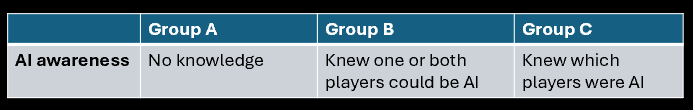 Group A Group B Group C
AI awareness No knowledge Knew one or both players could be AI Knew which players were AI